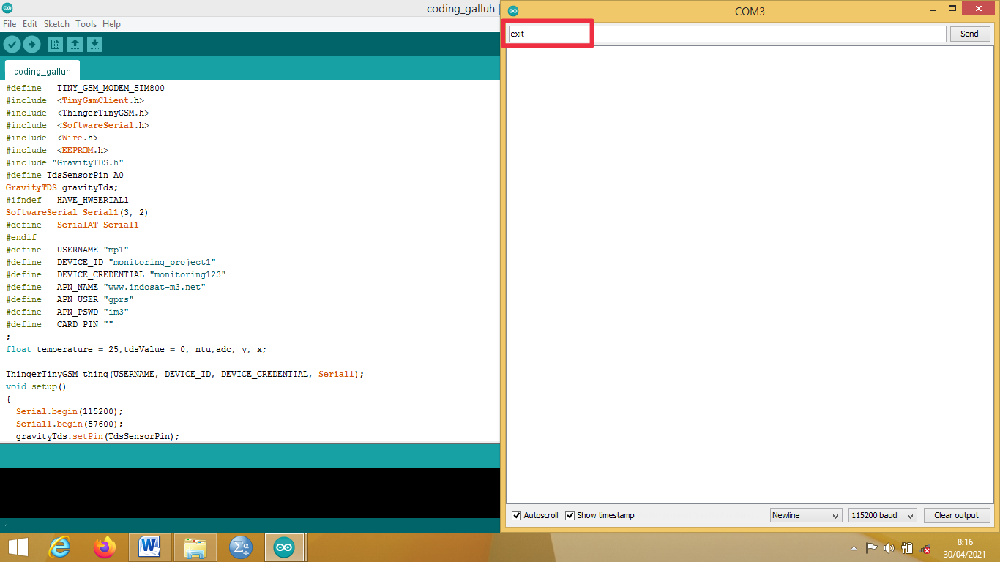 coding_galluh |
File Edit Sketch Tools Help
coding_galluh
#define   TINY_GSM_MODEM_SIM800
#include  <TinyGsmClient.h>
#include  <ThingerTinyGSM.h>
#include  <SoftwareSerial.h>
#include  <Wire.h>
#include  <EEPROM.h>
#include "GravityTDS.h"
#define TdsSensorPin A0
GravityTDS gravityTds;
#ifndef   HAVE_HWSERIAL1
SoftwareSerial Serial1(3, 2)
#define   SerialAT Serial1
#endif
#define   USERNAME "mp1"
#define   DEVICE_ID "monitoring_project1"
#define   DEVICE_CREDENTIAL "monitoring123"
#define   APN_NAME "www.indosat-m3.net"
#define   APN_USER "gprs"
#define   APN_PSWD "im3"
#define   CARD_PIN ""
;
float temperature = 25,tdsValue = 0, ntu,adc, y, x;
ThingerTinyGSM thing(USERNAME, DEVICE_ID, DEVICE_CREDENTIAL, Serial1);
void setup()
{
  Serial.begin(115200);
  Serial1.begin(57600);
  gravityTds.setPin(TdsSensorPin);
1
COM3
exit
Send
Autoscroll Show timestamp
Newline
115200 baud
Clear output
8:16
30/04/2021